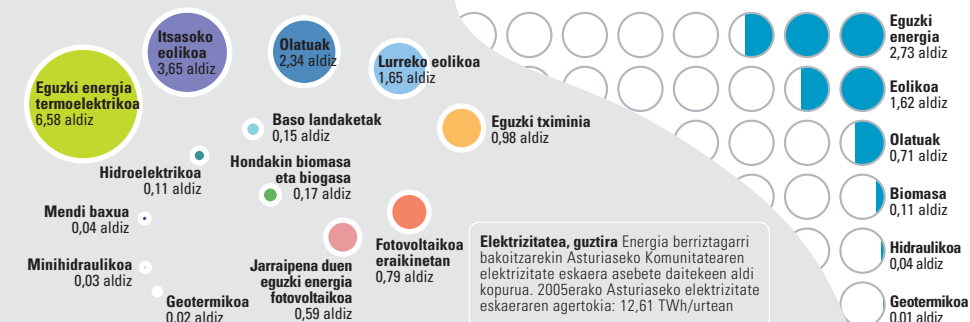 Eguzki energia
termoelektrikoa
6,58 aldiz
Itsasoko
eolikoa
3,65 aldiz
Olatuak
2,34 aldiz
Lurreko eolikoa
1,65 aldiz
Eguzki tximinia
0,98 aldiz
Baso landaketak
0,15 aldiz
Hidroelektrikoa
0,11 aldiz
Hondakin biomasa
eta biogasa
0,17 aldiz
Mendi baxua
0,04 aldiz
Minihidraulikoa
0,03 aldiz
Geotermikoa
0,02 aldiz
Jarraipena duen
eguzki energia
fotovoltaikoa
0,59 aldiz
Fotovoltaikoa
eraikinetan
0,79 aldiz
Elektrizitatea, guztira Energia berriztagarri
bakoitzarekin Asturiaseko Komunitatearen
elektrizitate eskaera asebete daitekeen aldi
kopurua. 2005erako Asturiaseko elektrizitate
eskaeraren agertokia: 12,61 TWh/urtean
Eguzki
energia
2,73 aldiz
Eolikoa
1,62 aldiz
Olatuak
0,71 aldiz
Biomasa
0,11 aldiz
Hidraulikoa
0,04 aldiz
Geotermikoa
0,01 aldiz